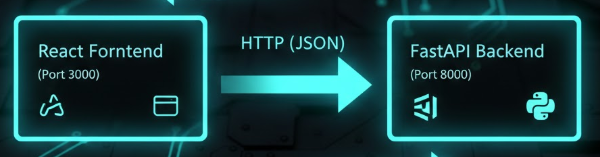 React Forntend
(Port 3000)
HTTP (JSON)
FastAPI Backend
(Port 8000)